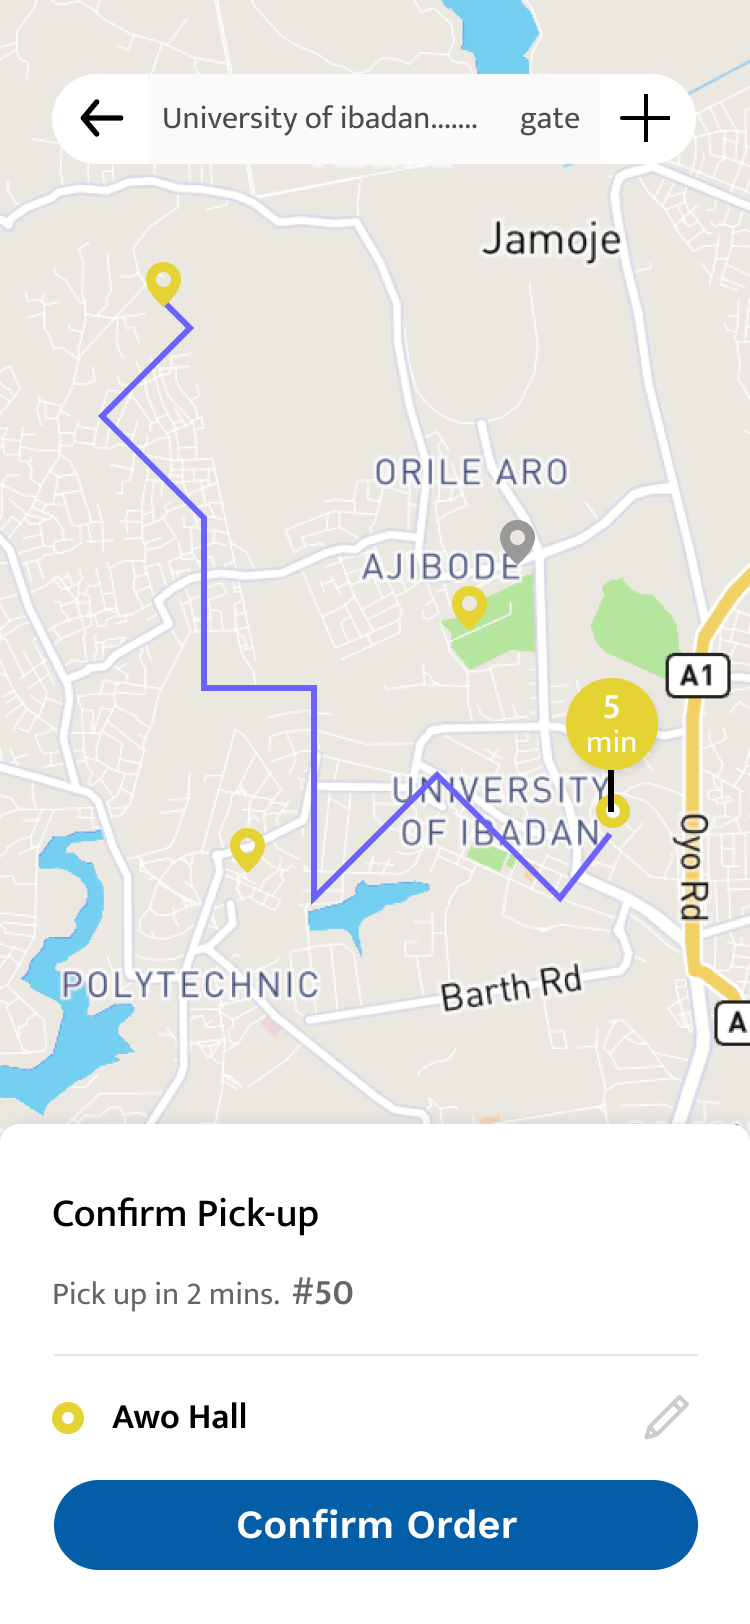 University of ibadan....... gate
Jamoje
ORILE ARO
AJIBODE
A1
5
min
UNIVERSITY
OF IBADAN
Oyo Rd
POLYTECHNIC
Barth Rd
A
Confirm Pick-up
Pick up in 2 mins. #50
Awo Hall
Confirm Order